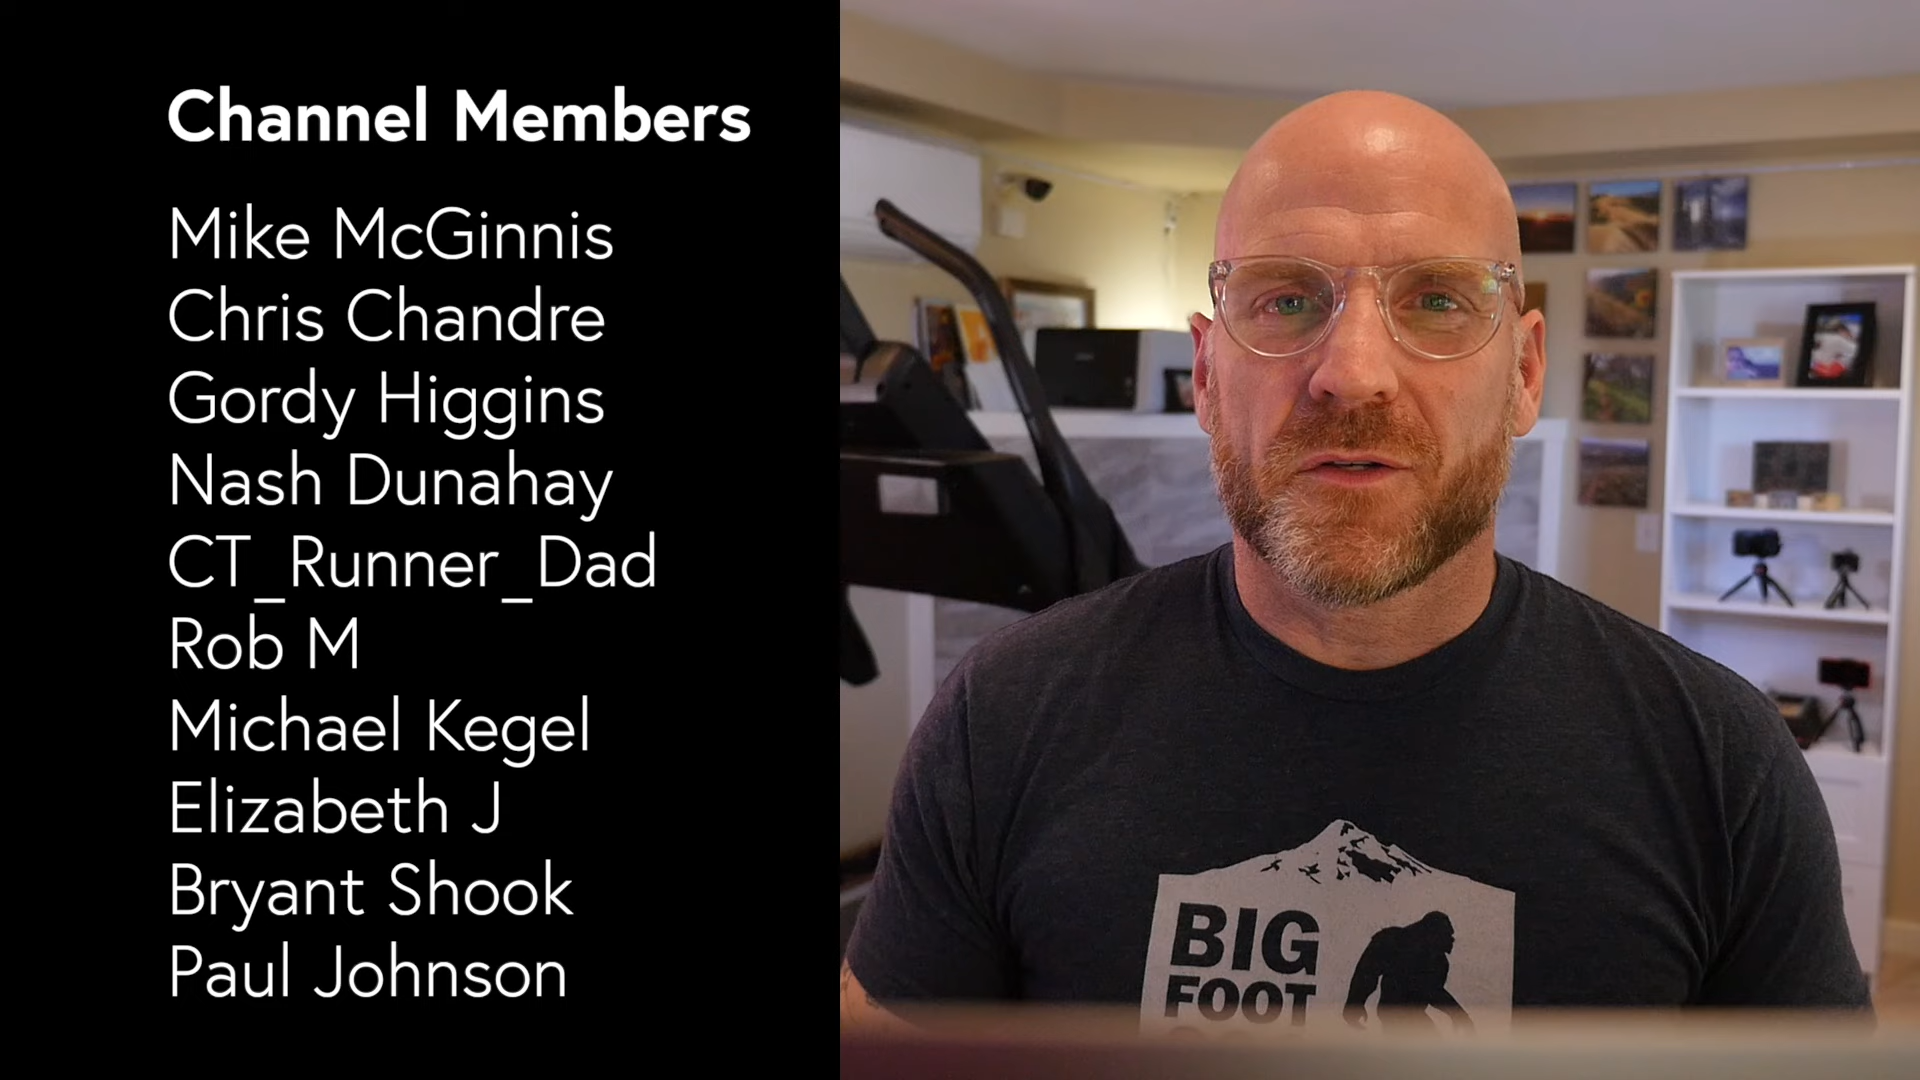 Channel Members
Mike McGinnis
Chris Chandre
Gordy Higgins
Nash Dunahay
CT_Runner_Dad
Rob M
Michael Kegel
Elizabeth J
Bryant Shook
Paul Johnson
BIG
FOOT